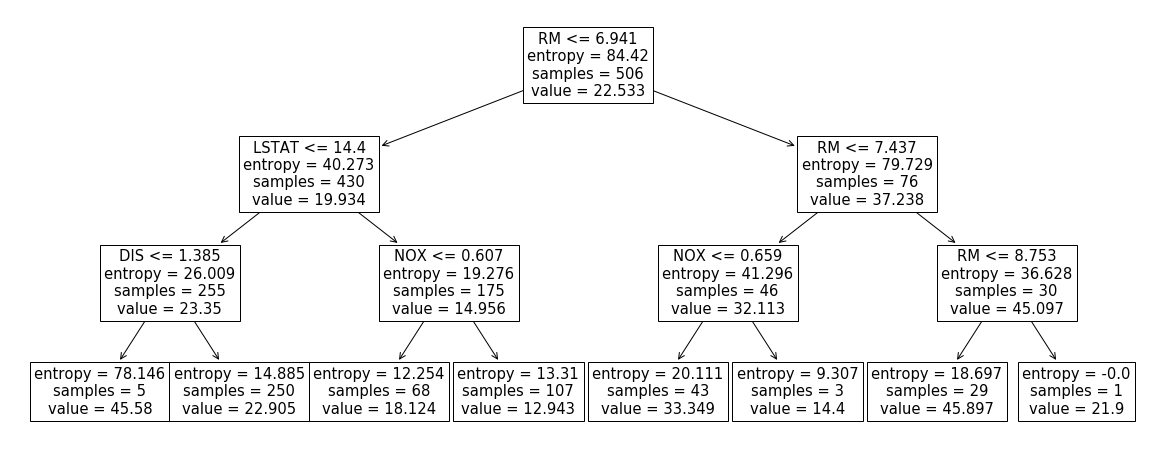 RM <= 6.941
entropy = 84.42
samples = 506
value = 22.533
LSTAT <= 14.4
entropy = 40.273
samples = 430
value = 19.934
RM <= 7.437
entropy = 79.729
samples = 76
value = 37.238
DIS <= 1.385
entropy = 26.009
samples = 255
value = 23.35
NOX <= 0.607
entropy = 19.276
samples = 175
value = 14.956
NOX <= 0.659
entropy = 41.296
samples = 46
value = 32.113
RM <= 8.753
entropy = 36.628
samples = 30
value = 45.097
entropy = 78.146
samples = 5
value = 45.58
entropy = 14.885
samples = 250
value = 22.905
entropy = 12.254
samples = 68
value = 18.124
entropy = 13.31
samples = 107
value = 12.943
entropy = 20.111
samples = 43
value = 33.349
entropy = 9.307
samples = 3
value = 14.4
entropy = 18.697
samples = 29
value = 45.897
entropy = -0.0
samples = 1
value = 21.9